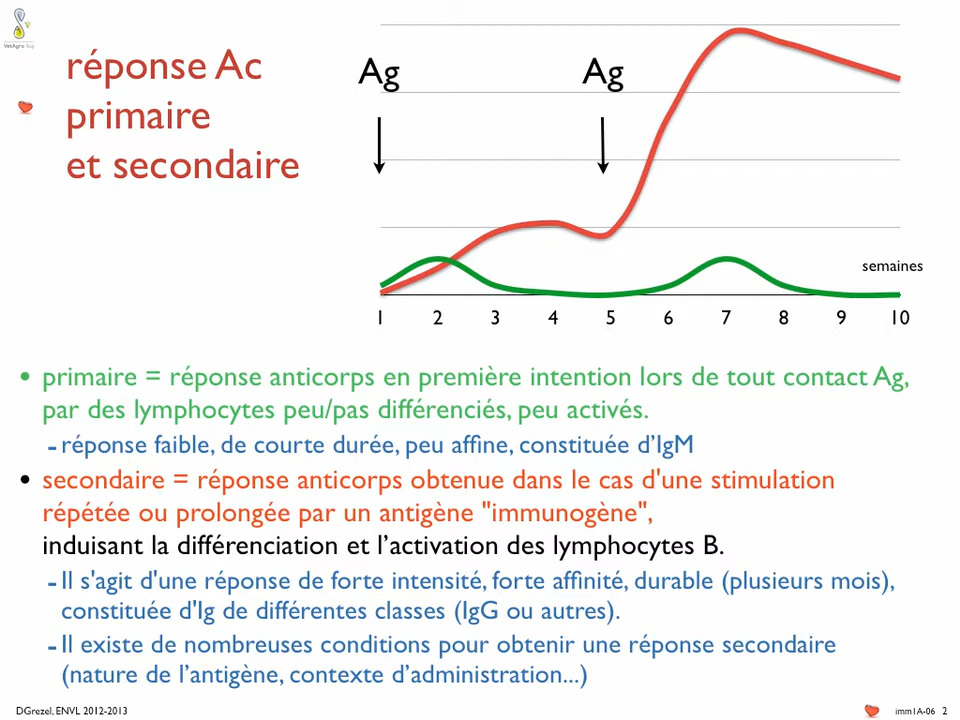 VetAgro Sup
réponse Ac
primaire
et secondaire
Ag
Ag
semaines
1 2 3 4 5 6 7 8 9 10
• primaire = réponse anticorps en première intention lors de tout contact Ag,
par des lymphocytes peu/pas différenciés, peu activés.
- réponse faible, de courte durée, peu affine, constituée d’IgM
• secondaire = réponse anticorps obtenue dans le cas d'une stimulation
répétée ou prolongée par un antigène "immunogène",
induisant la différenciation et l’activation des lymphocytes B.
- Il s'agit d'une réponse de forte intensité, forte affinité, durable (plusieurs mois),
constituée d'Ig de différentes classes (IgG ou autres).
- Il existe de nombreuses conditions pour obtenir une réponse secondaire
(nature de l’antigène, contexte d’administration...)
DGrezel, ENVL 2012-2013
imm1A-06 2